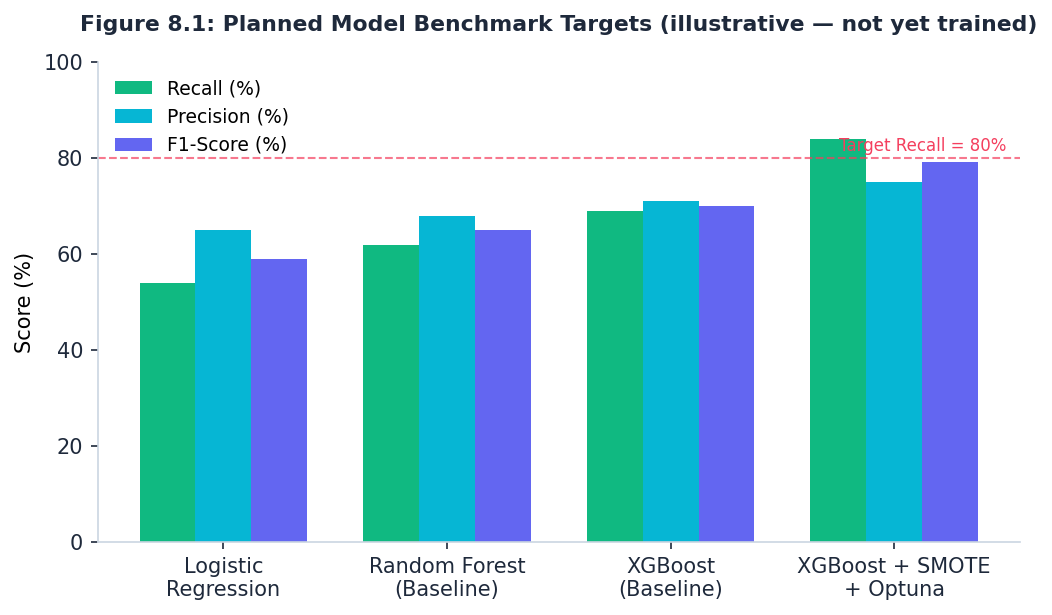 Figure 8.1: Planned Model Benchmark Targets (illustrative — not yet trained)
100
80
60
40
20
0
Score (%)
Recall (%)
Precision (%)
F1-Score (%)
Target Recall = 80%
Logistic
Regression
Random Forest
(Baseline)
XGBoost
(Baseline)
XGBoost + SMOTE
+ Optuna